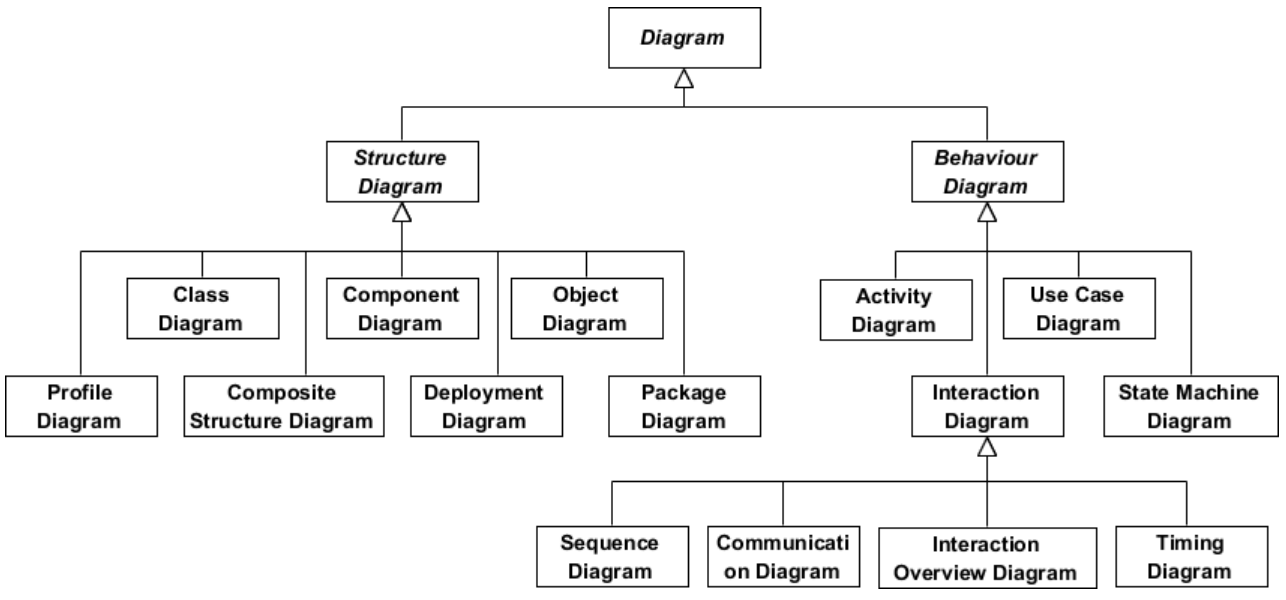 Diagram
Structure
Diagram
Behaviour
Diagram
Class
Diagram
Component
Diagram
Object
Diagram
Activity
Diagram
Use Case
Diagram
Profile
Diagram
Composite
Structure Diagram
Deployment
Diagram
Package
Diagram
Interaction
Diagram
State Machine
Diagram
Sequence
Diagram
Communicati
on Diagram
Interaction
Overview Diagram
Timing
Diagram